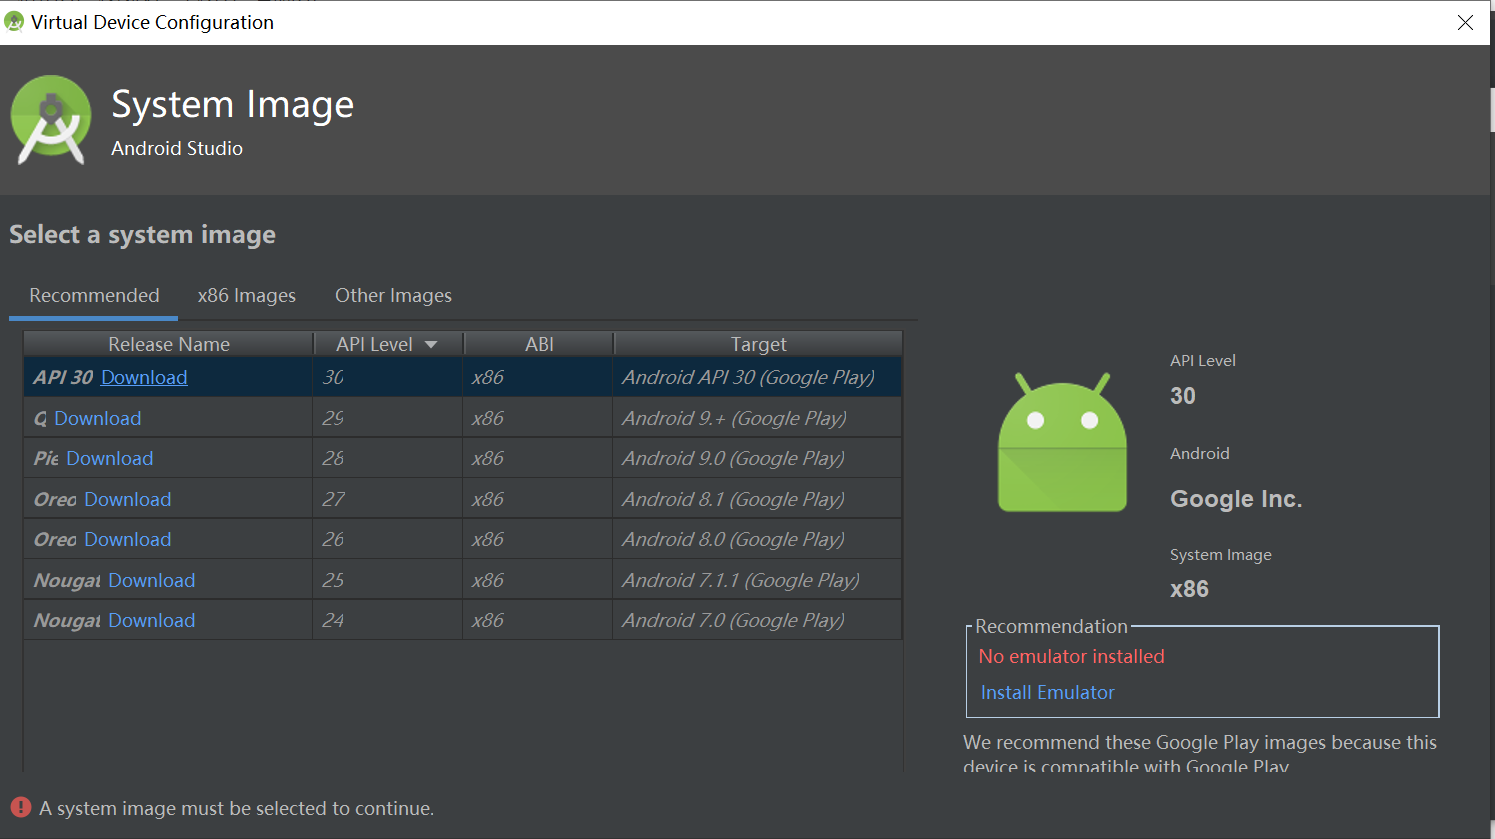 Virtual Device Configuration
System Image
Android Studio
Select a system image
Recommended x86 Images Other Images
Release Name API Level ABI Target
API 30 Download 30 x86 Android API 30 (Google Play)
Q Download 29 x86 Android 9.+ (Google Play)
Pie Download 28 x86 Android 9.0 (Google Play)
Oreo Download 27 x86 Android 8.1 (Google Play)
Oreo Download 26 x86 Android 8.0 (Google Play)
Nougat Download 25 x86 Android 7.1.1 (Google Play)
Nougat Download 24 x86 Android 7.0 (Google Play)
API Level
30
Android
Google Inc.
System Image
x86
Recommendation
No emulator installed
Install Emulator
We recommend these Google Play images because this
device is compatible with Google Play
A system image must be selected to continue.